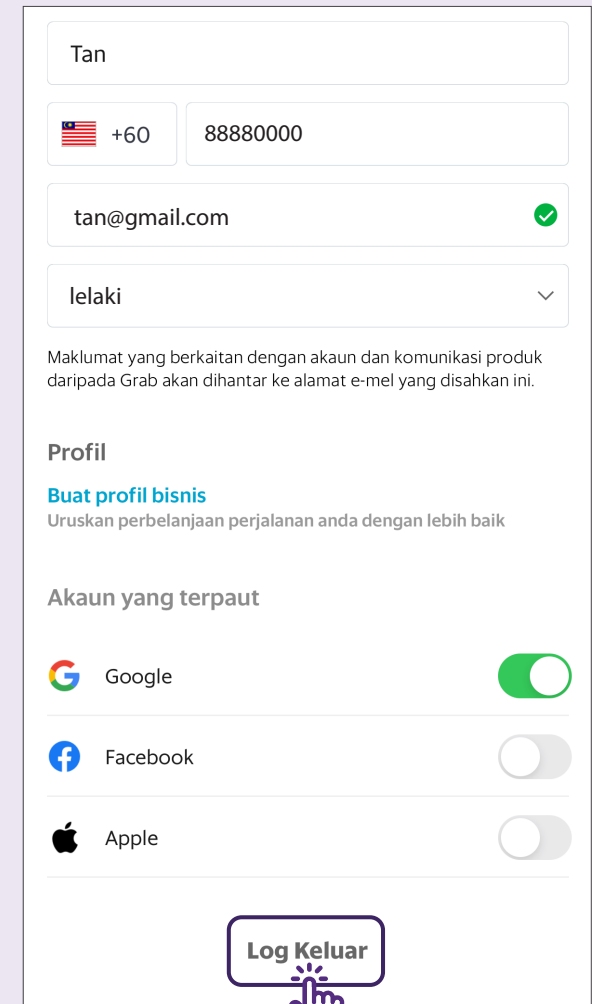 Tan
+60
88880000
tan@gmail.com
lelaki
Maklumat yang berkaitan dengan akaun dan komunikasi produk
daripada Grab akan dihantar ke alamat e-mel yang disahkan ini.
Profil
Buat profil bisnis
Uruskan perbelanjaan perjalanan anda dengan lebih baik
Akaun yang terpaut
Google
Facebook
Apple
Log Keluar